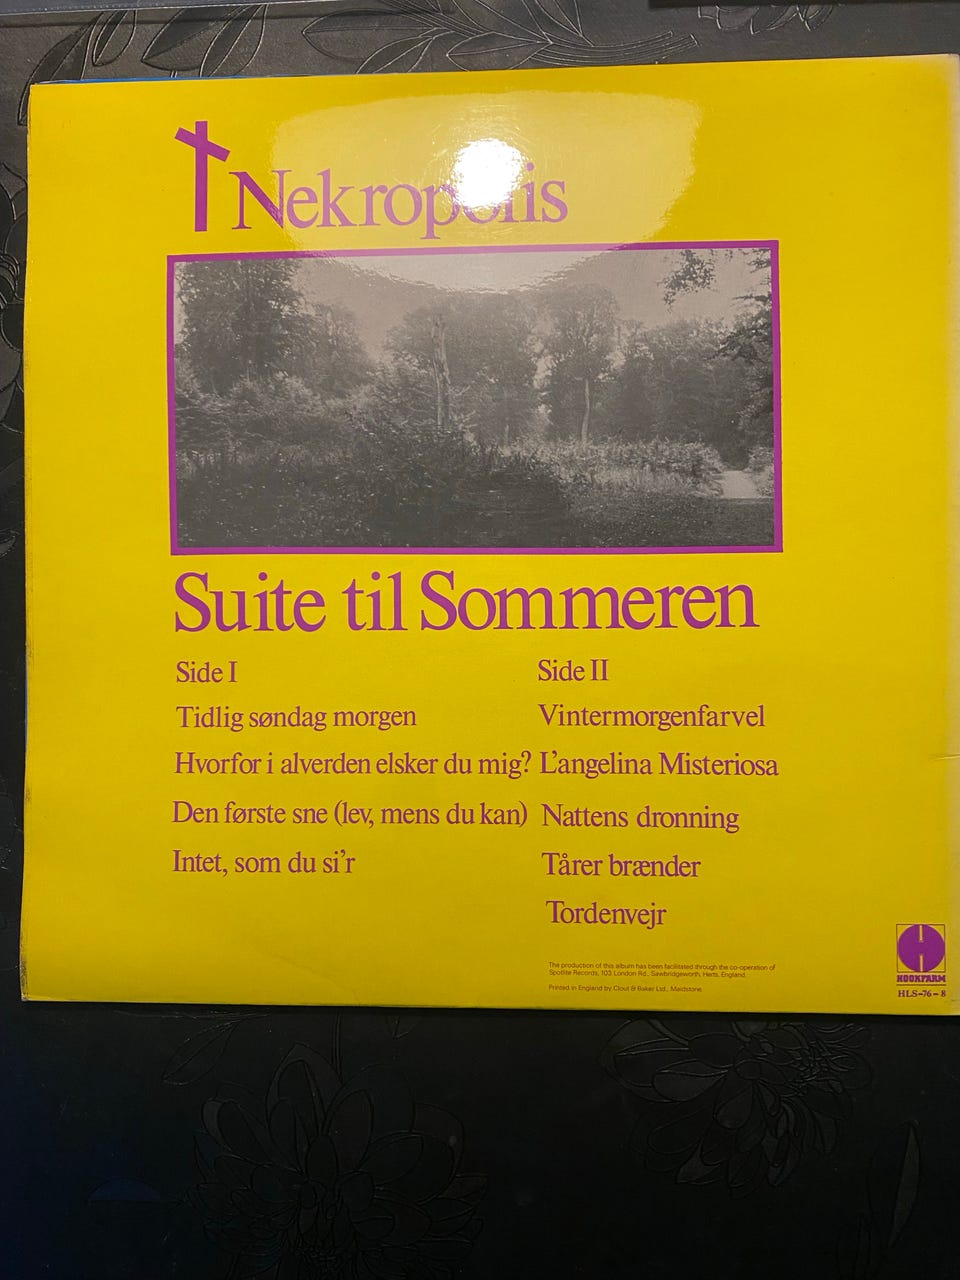 Nekropolis
Suite til Sommeren
Side I
Tidlig søndag morgen
Hvorfor i alverden elsker du mig?
Den første sne (lev, mens du kan)
Intet, som du si'r
Side II
Vintermorgenfarvel
L'angelina Misteriosa
Nattens dronning
Tårer brænder
Tordenvejr
The production of this album has been facilitated through the co-operation of
Spotlite Records, 103 London Rd., Sawbridgeworth, Herts, England.
Printed in England by Clout & Baker Ltd., Maidstone.
HOOKFARM
HLS-76-8